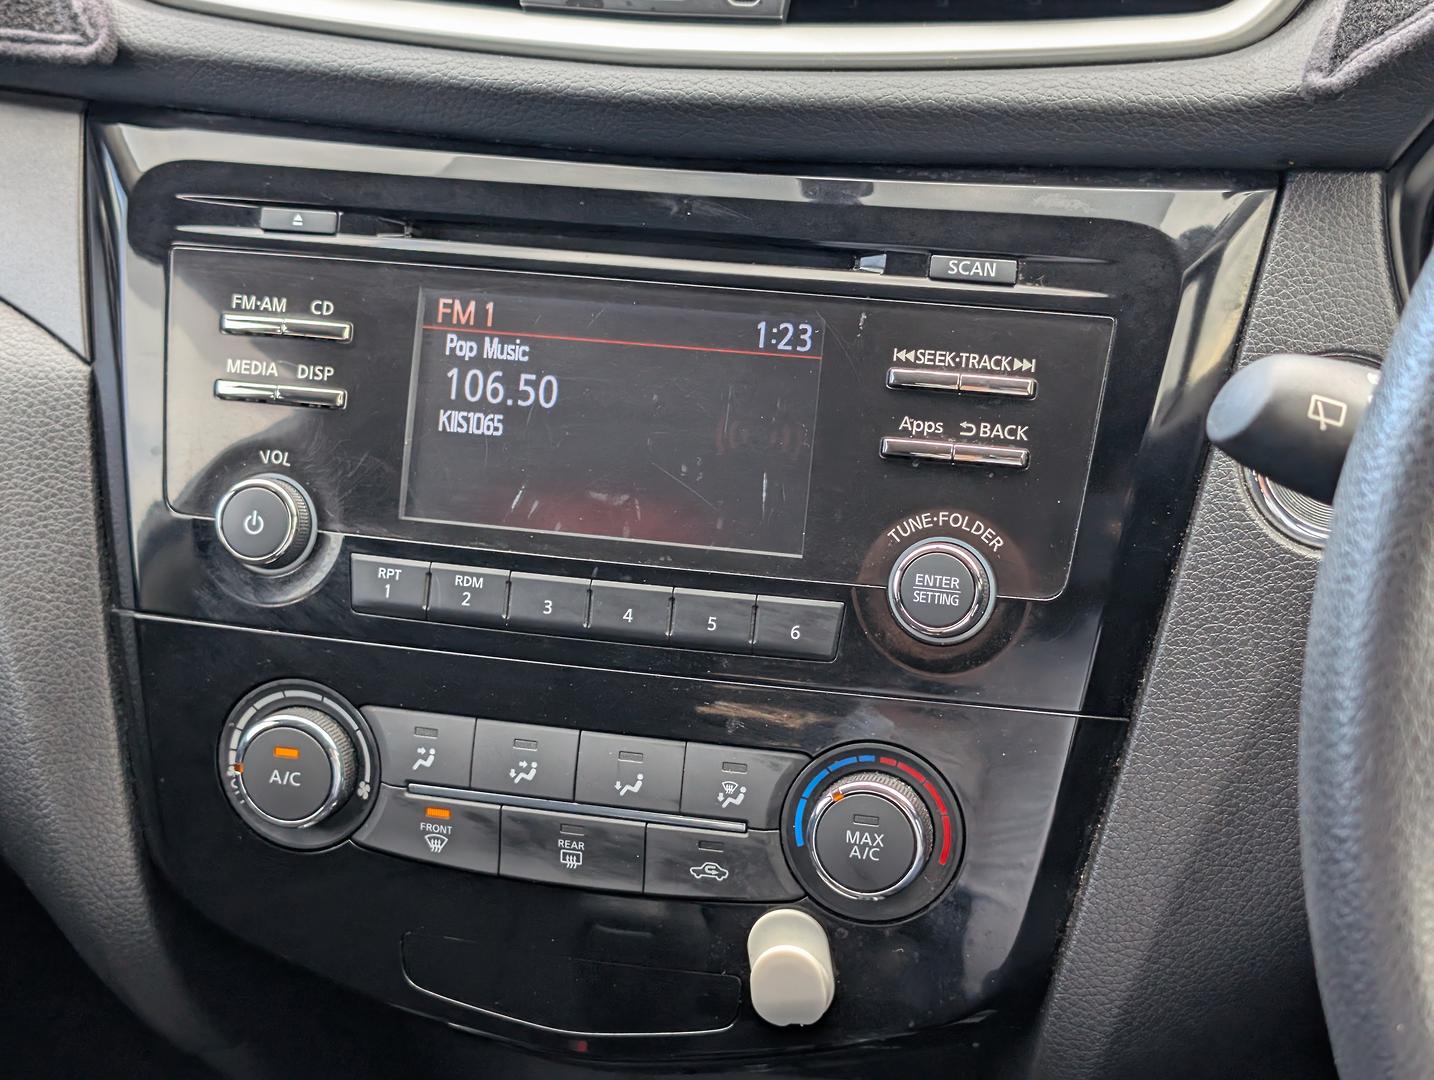 SCAN
FM·AM CD
FM 1
1:23
Pop Music
SEEK·TRACK
MEDIA DISP
106.50
KIIS1065
Apps BACK
VOL
TUNE·FOLDER
ENTER
SETTING
RPT
1
RDM
2
3
4
5
6
A/C
FRONT
REAR
MAX
A/C